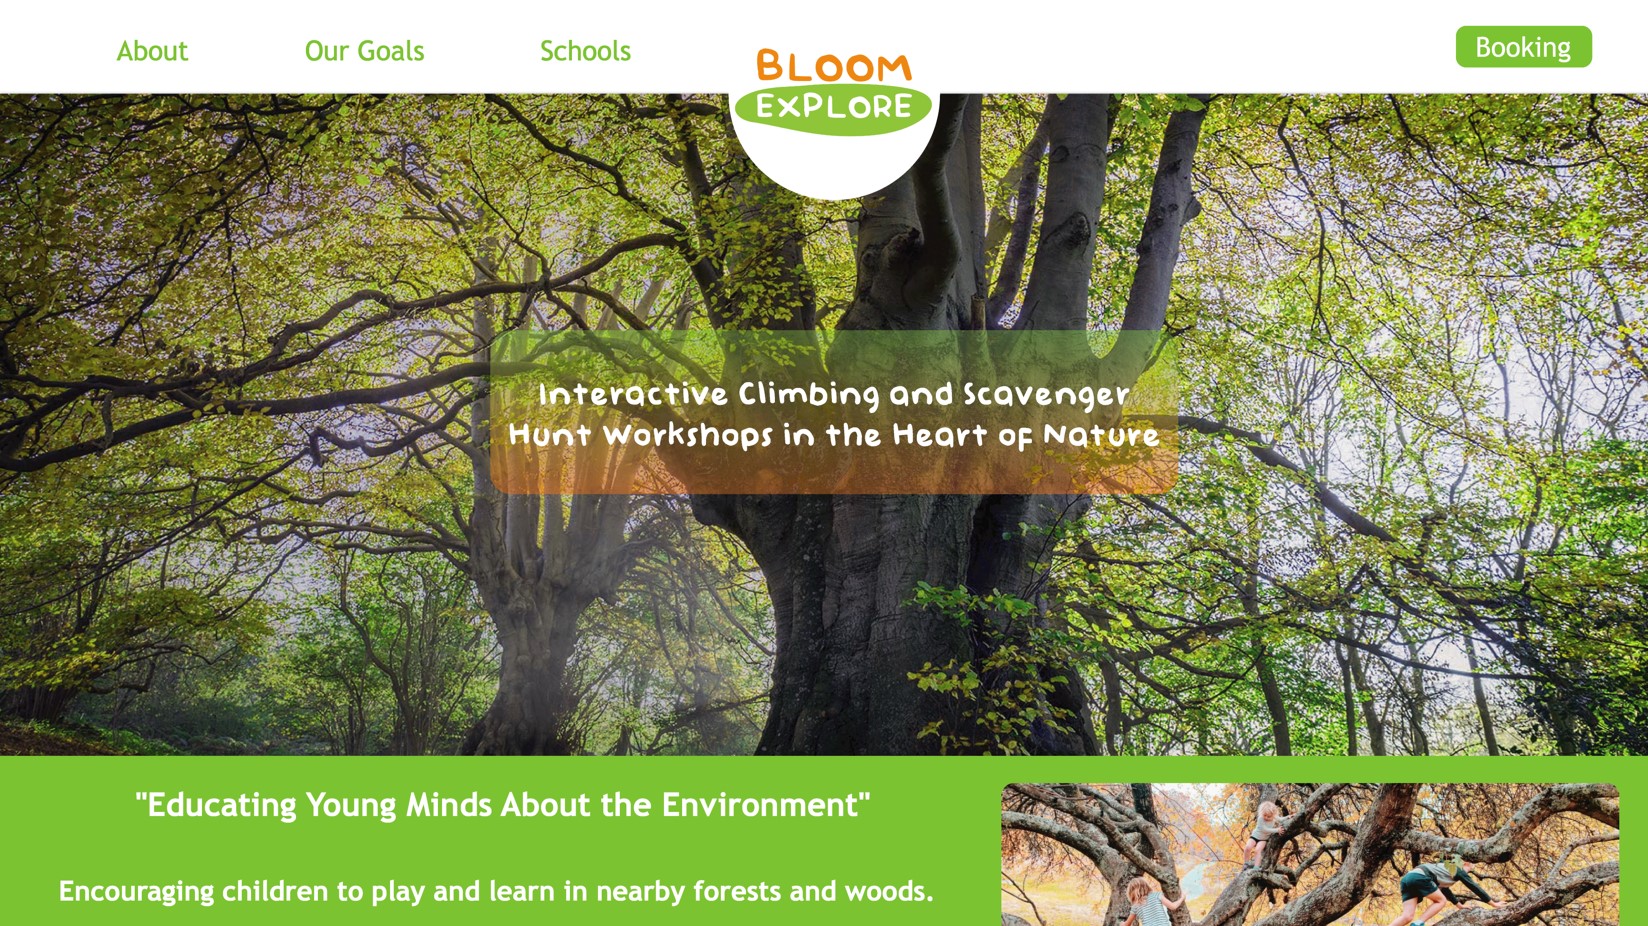 About
Our Goals
Schools
BLOOM
EXPLORE
Booking
Interactive Climbing and Scavenger
Hunt Workshops in the Heart of Nature
"Educating Young Minds About the Environment"
Encouraging children to play and learn in nearby forests and woods.